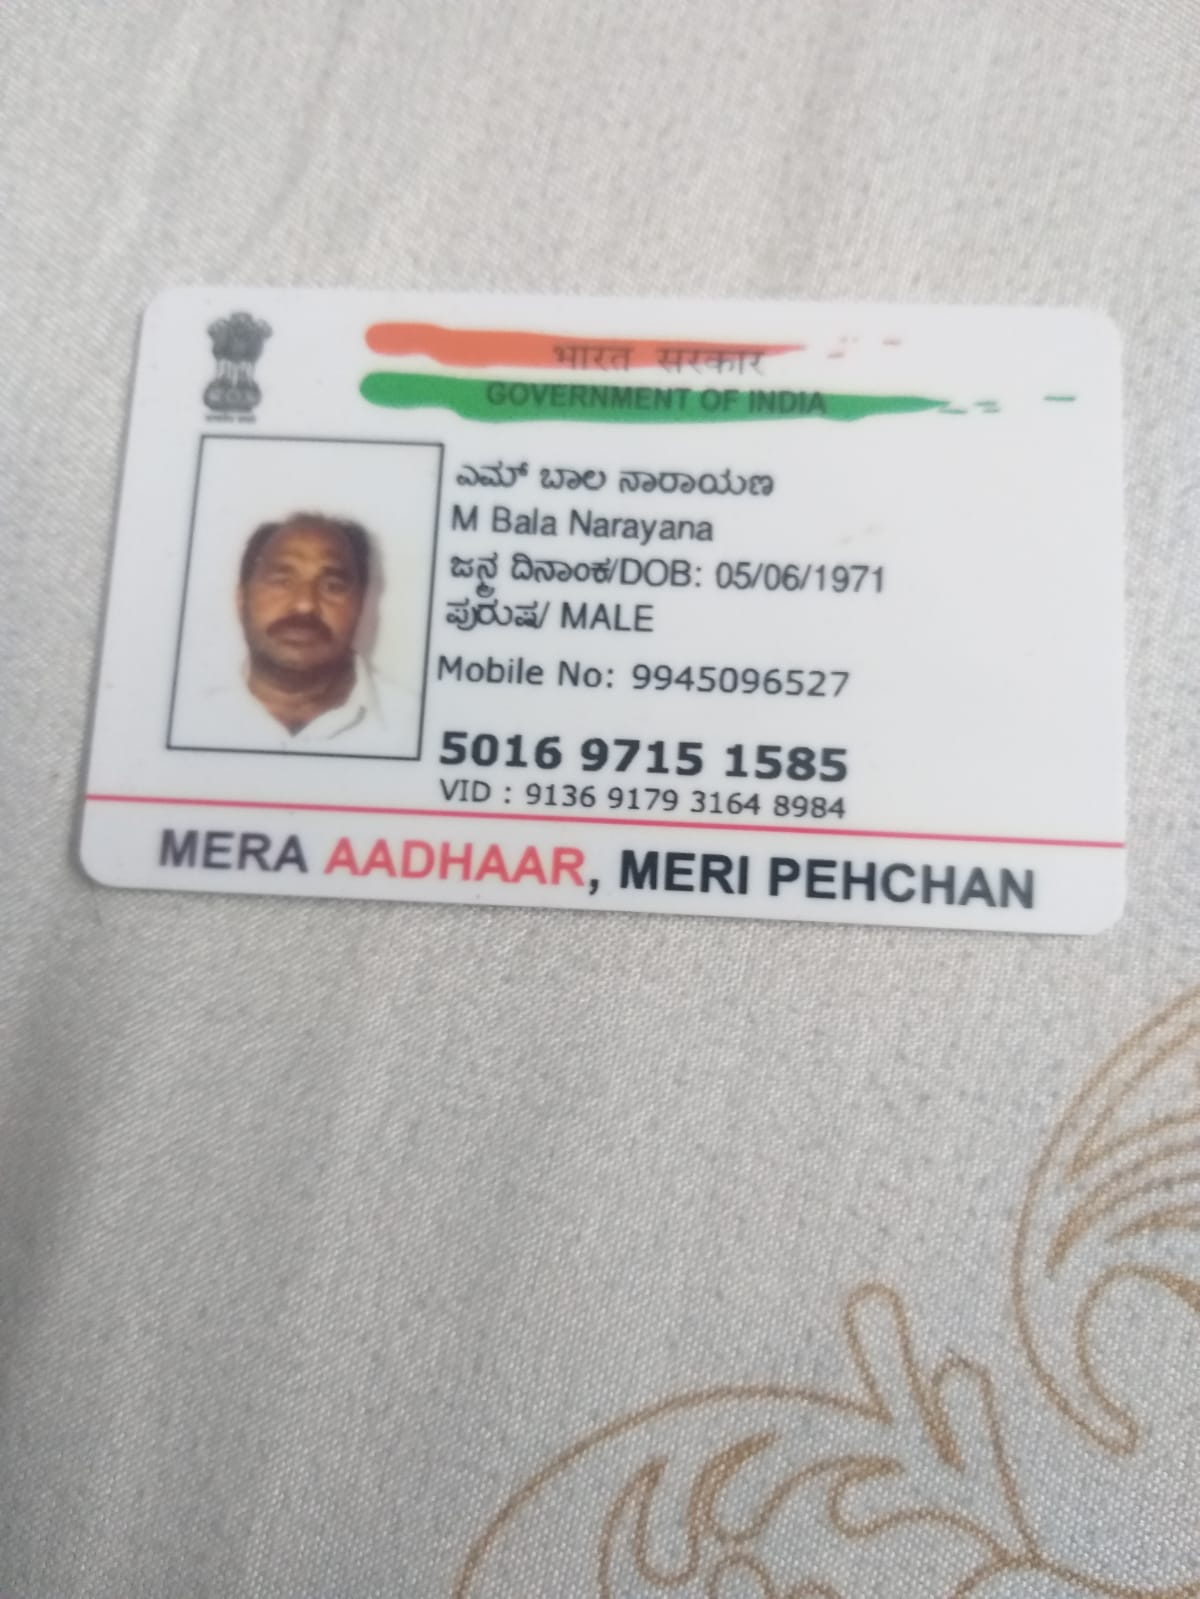 भारत सरकार
GOVERNMENT OF INDIA
ಎಮ್ ಬಾಲ ನಾರಾಯಣ
M Bala Narayana
ಜನ್ಮ ದಿನಾಂಕ/DOB: 05/06/1971
ಪುರುಷ/ MALE
Mobile No: 9945096527
5016 9715 1585
VID : 9136 9179 3164 8984
MERA AADHAAR, MERI PEHCHAN